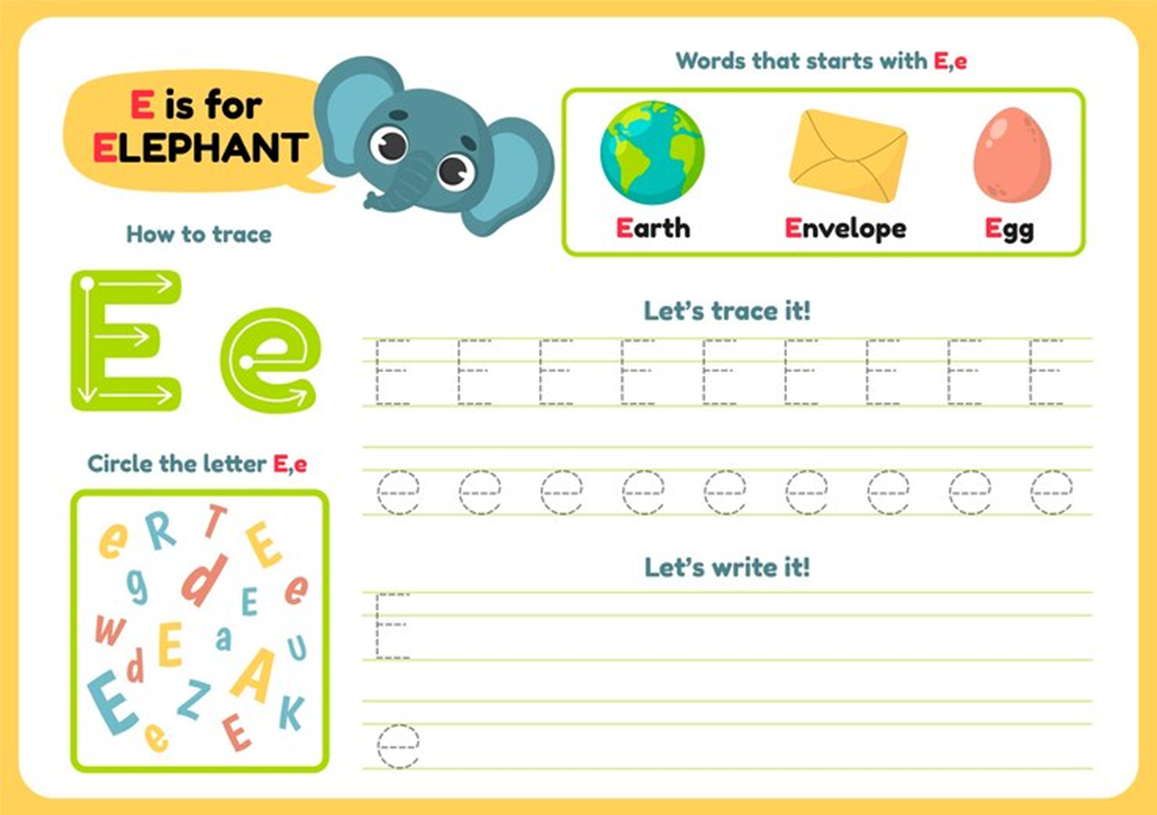 E is for
ELEPHANT
Words that starts with E,e
Earth Envelope Egg
How to trace
E e
Let's trace it!
E E E E E E E E E
e e e e e e e e e
Circle the letter E,e
e R T E
g d E e
w d E a u
E e Z A K
E
Let's write it!
E
e